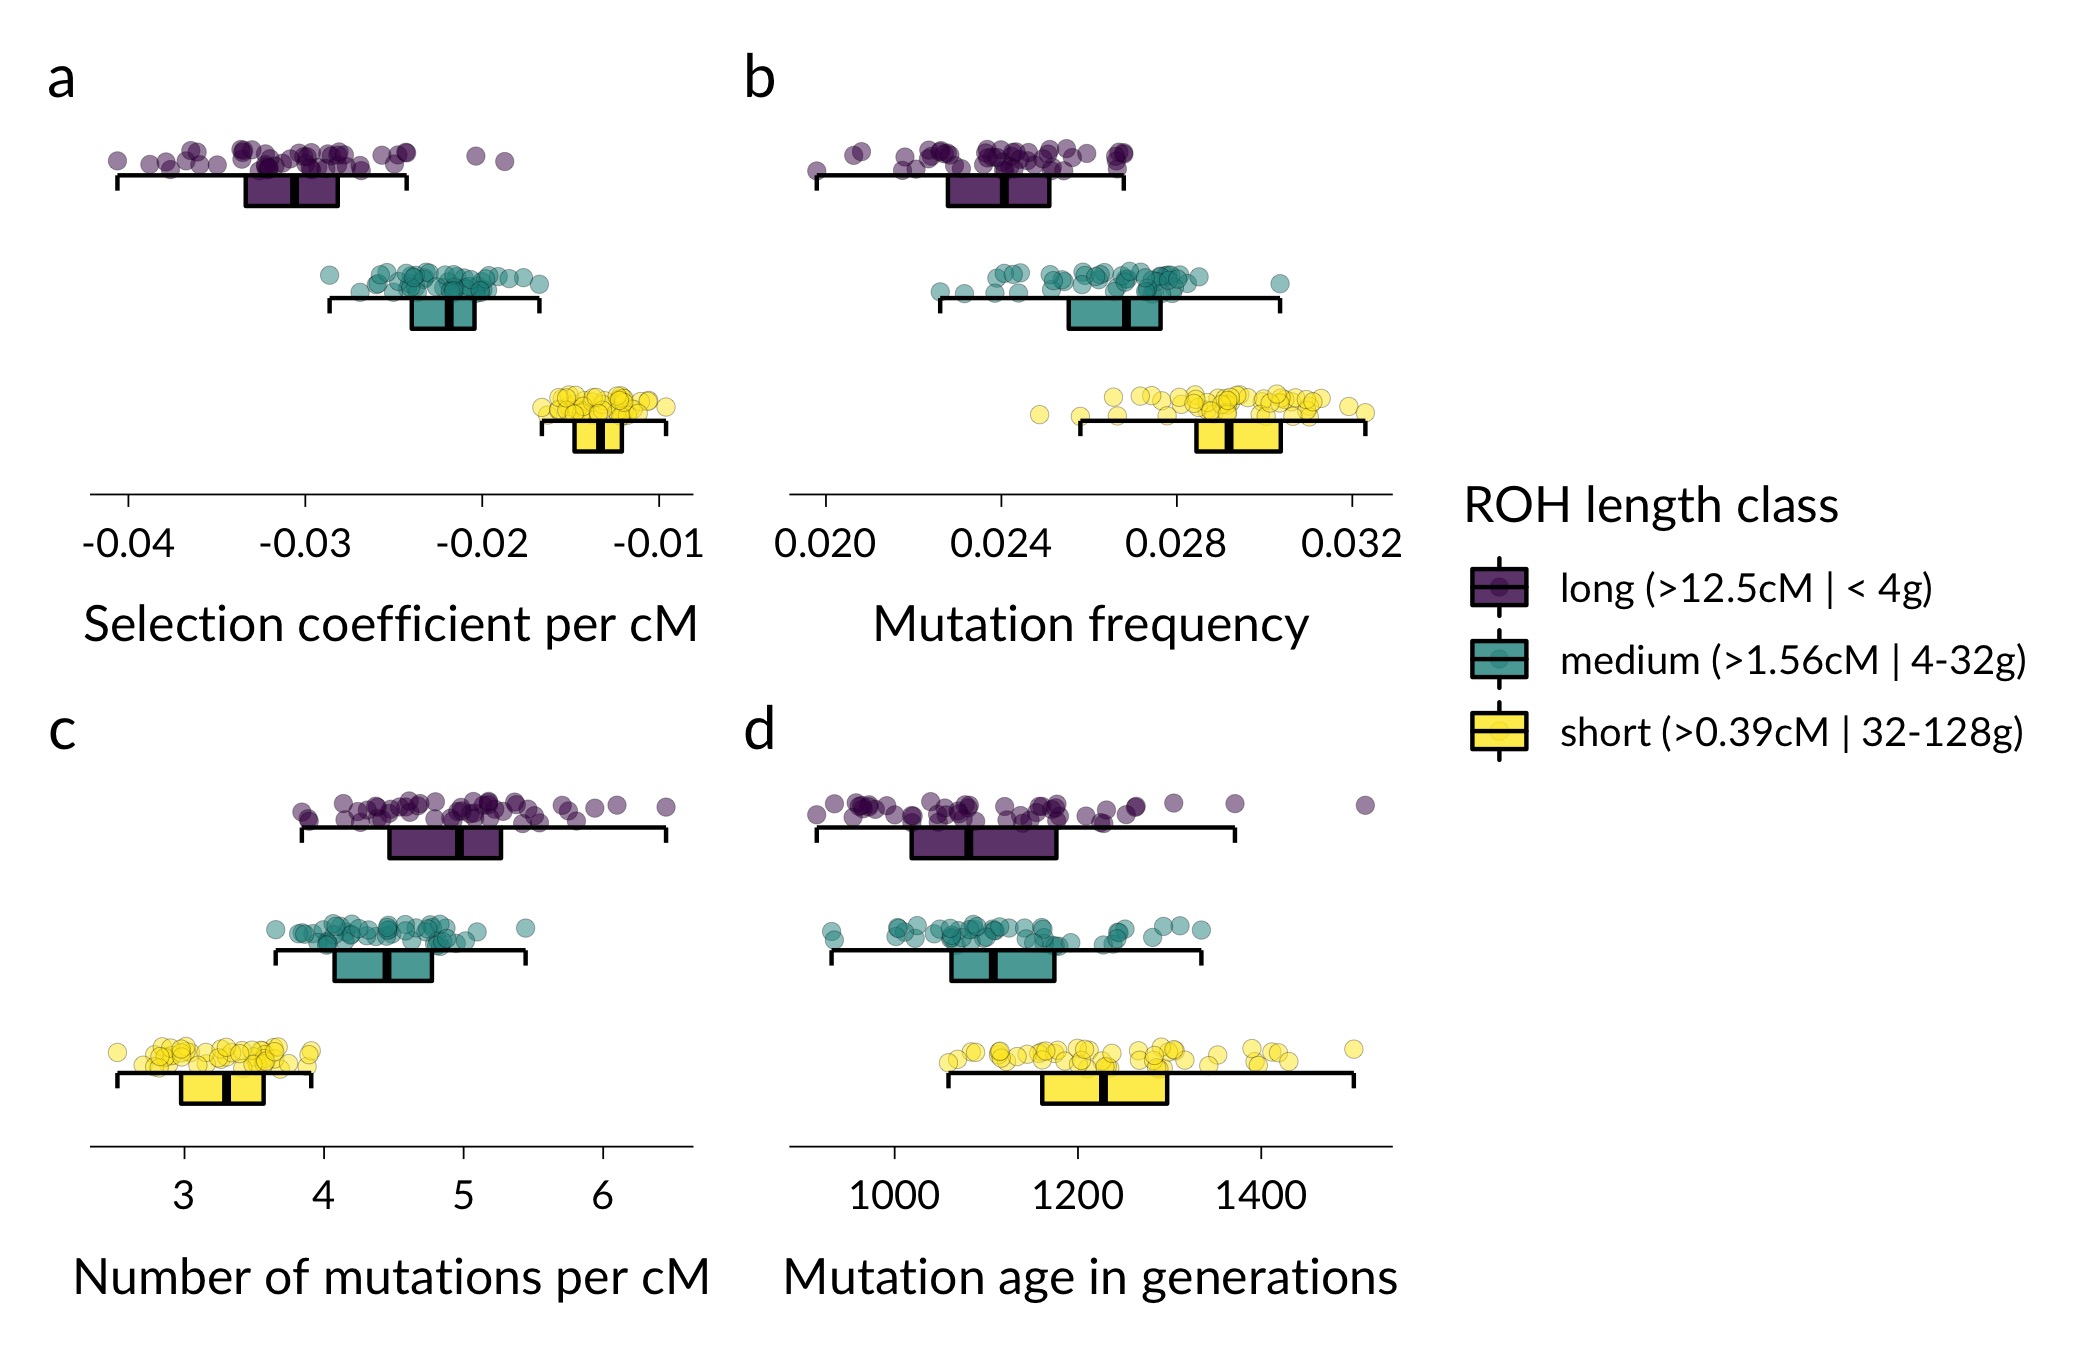 a
b
-0.04 -0.03 -0.02 -0.01
Selection coefficient per cM
0.020 0.024 0.028 0.032
Mutation frequency
c
d
3 4 5 6
Number of mutations per cM
1000 1200 1400
Mutation age in generations
ROH length class
long (>12.5cM | < 4g)
medium (>1.56cM | 4-32g)
short (>0.39cM | 32-128g)